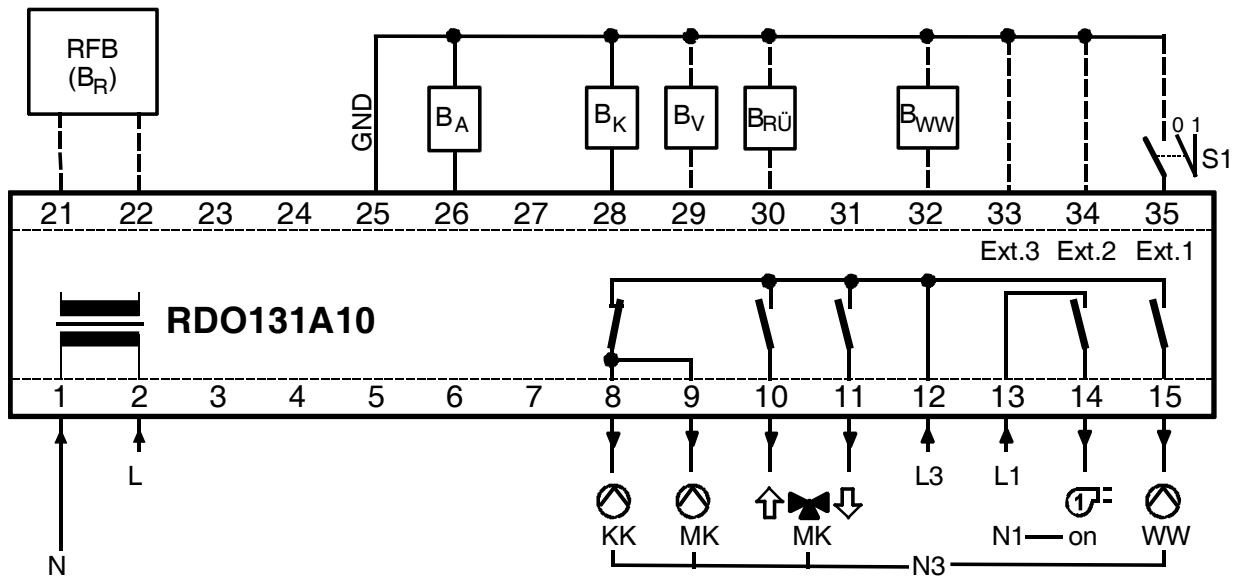 RFB
(BR)
GND
BA
BK
BV
BRÜ
BWW
0 1
S1
21 22 23 24 25 26 27 28 29 30 31 32 33 34 35
Ext.3 Ext.2 Ext.1
RDO131A10
1 2 3 4 5 6 7 8 9 10 11 12 13 14 15
L
L3
L1
1
KK
MK
MK
N1
on
WW
N
N3